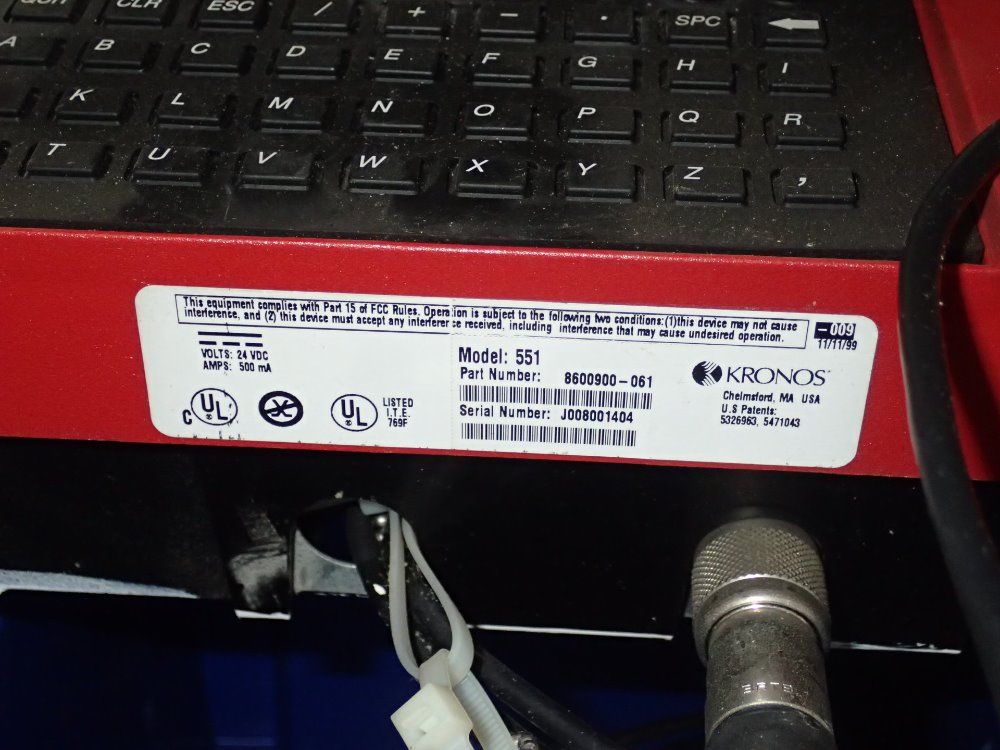 CLR ESC / + - . SPC
A B C D E F G H I
K L M N O P Q R
T U V W X Y Z ,
This equipment complies with Part 15 of FCC Rules. Operation is subject to the following two conditions:(1)this device may not cause
interference, and (2) this device must accept any interference received, including interference that may cause undesired operation.
-009
11/11/99
VOLTS: 24 VDC
AMPS: 500 mA
C UL
UL
LISTED
I.T.E.
769F
Model: 551
Part Number: 8600900-061
Serial Number: J008001404
KRONOS
Chelmsford, MA USA
U.S Patents:
5326963, 5471043